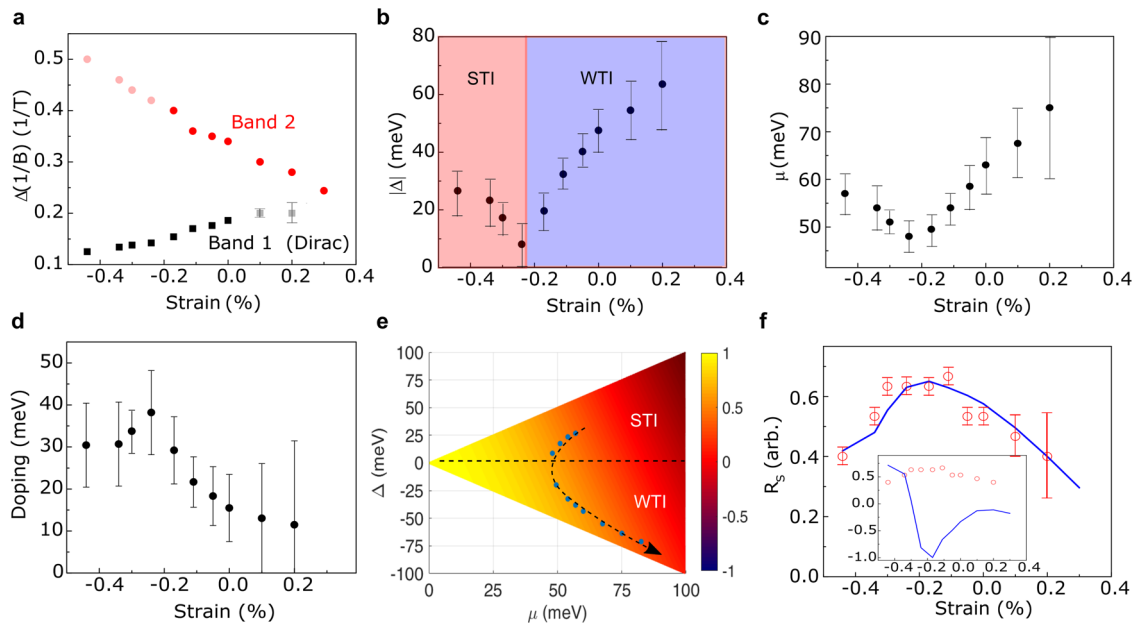 a
Δ(1/B) (1/T)
0.5
0.4
0.3
0.2
0.1
Band 2
Band 1 (Dirac)
-0.4 -0.2 0.0 0.2 0.4
Strain (%)
b
|Δ| (meV)
80
60
40
20
0
STI WTI
-0.4 -0.2 0.0 0.2 0.4
Strain (%)
c
μ (meV)
90
80
70
60
50
-0.4 -0.2 0.0 0.2 0.4
Strain (%)
d
Doping (meV)
50
40
30
20
10
0
-0.4 -0.2 0.0 0.2
Strain (%)
e
Δ (meV)
100
75
50
25
0
-25
-50
-75
-100
STI
WTI
0 25 50 75 100
μ (meV)
1
0.5
0
-0.5
-1
f
R_S (arb.)
0.6
0.4
0.6
0.0
0.5
0.0
-0.5
-1.0
-0.4 -0.2 0.0 0.2 0.4
-0.4 -0.2 0.0 0.2 0.4
Strain (%)